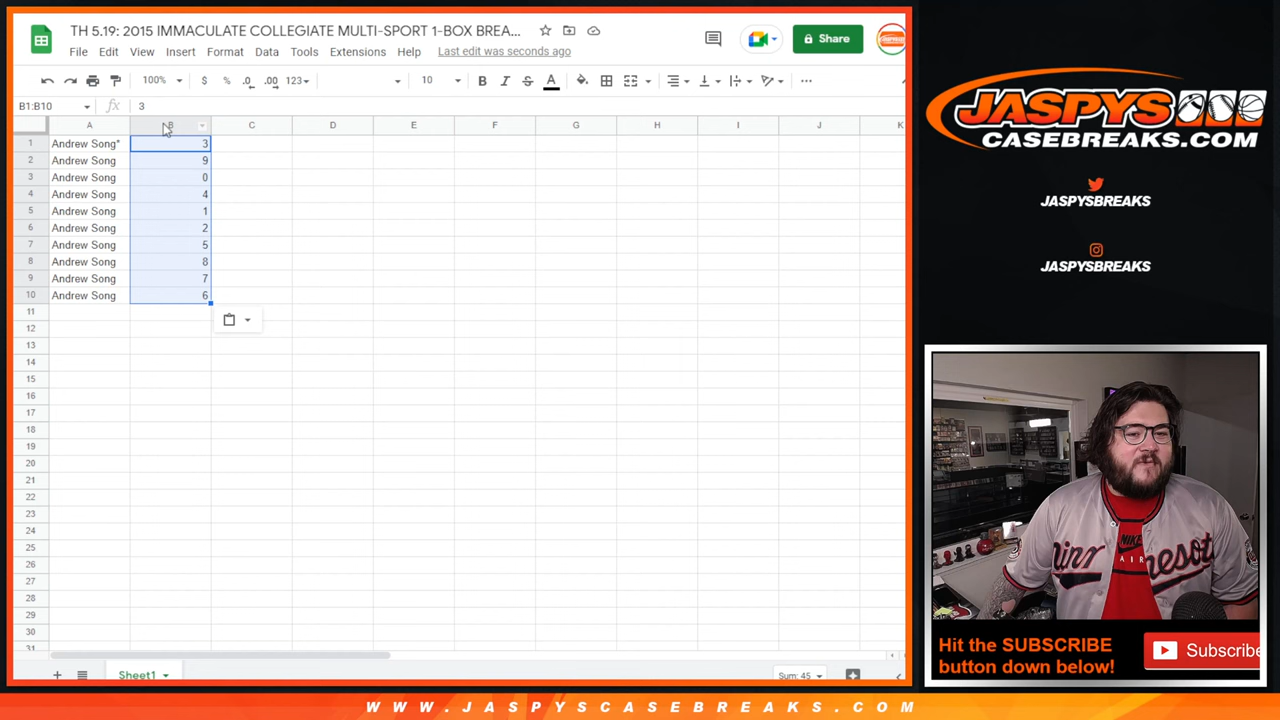 TH 5.19: 2015 IMMACULATE COLLEGIATE MULTI-SPORT 1-BOX BREA...
File Edit View Insert Format Data Tools Extensions Help Last edit was seconds ago
Share
100% $ % .0 .00 123 10 B I S A
B1:B10 fx 3
A B C D E F G H I J K
1 Andrew Song* 3
2 Andrew Song 9
3 Andrew Song 0
4 Andrew Song 4
5 Andrew Song 1
6 Andrew Song 2
7 Andrew Song 5
8 Andrew Song 8
9 Andrew Song 7
10 Andrew Song 6
11
12
13
14
15
16
17
18
19
20
21
22
23
24
25
26
27
28
29
30
31
Sheet1
Sum: 45
JASPYS
CASEBREAKS.COM
JASPYSBREAKS
JASPYSBREAKS
NIKE
AIR
Hit the SUBSCRIBE
button down below!
Subscribe
WWW.JASPYSCASEBREAKS.COM